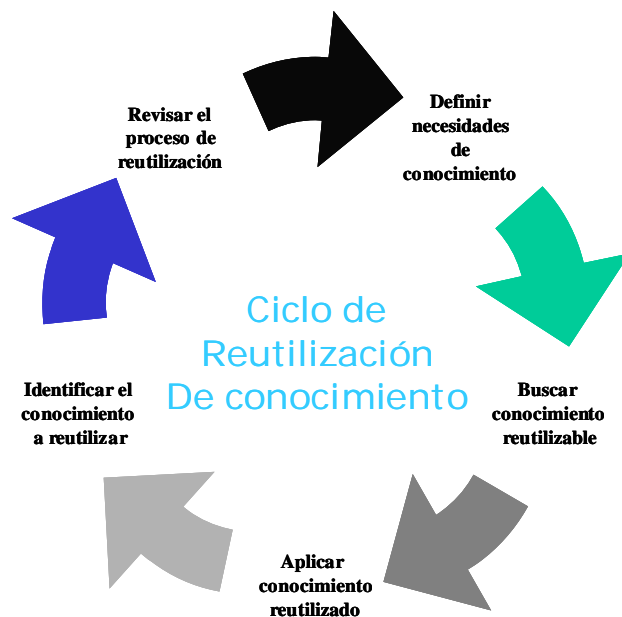 Definir
necesidades
de
conocimiento
Buscar
conocimiento
reutilizable
Aplicar
conocimiento
reutilizado
Identificar el
conocimiento
a reutilizar
Revisar el
proceso de
reutilización
Ciclo de
Reutilización
De conocimiento